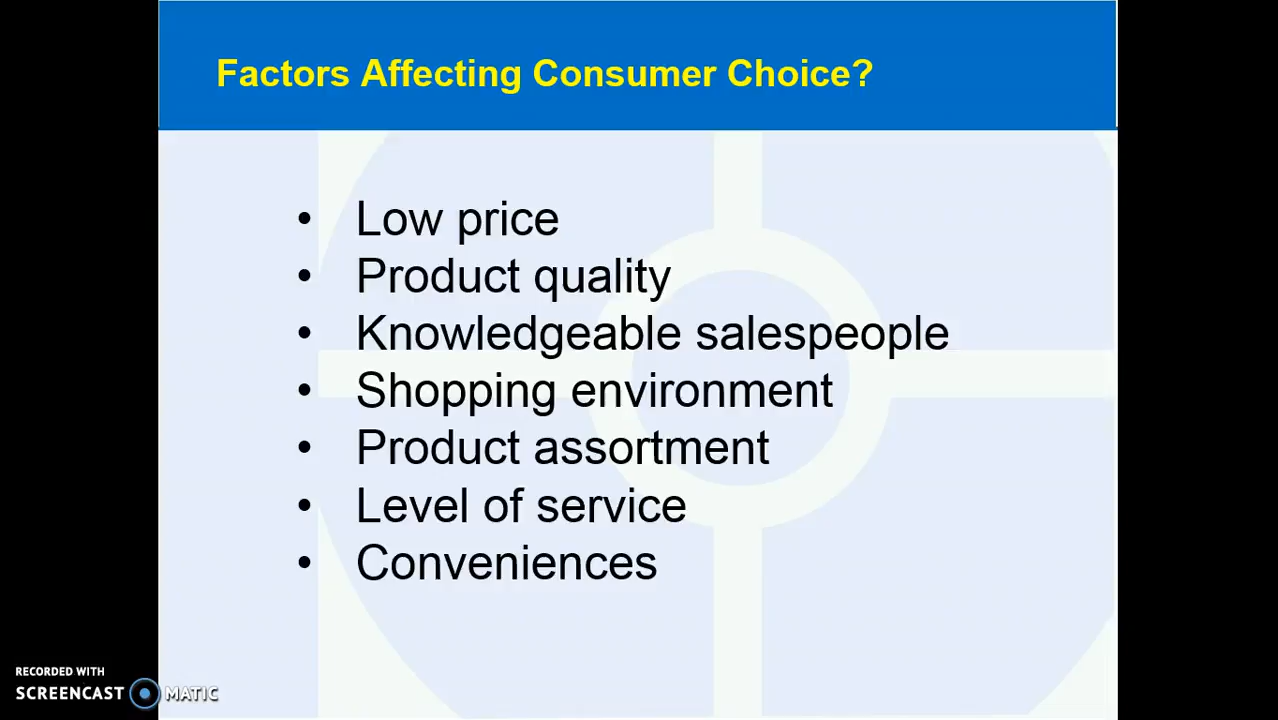 Factors Affecting Consumer Choice?
• Low price
• Product quality
• Knowledgeable salespeople
• Shopping environment
• Product assortment
• Level of service
• Conveniences
RECORDED WITH
SCREENCAST MATIC